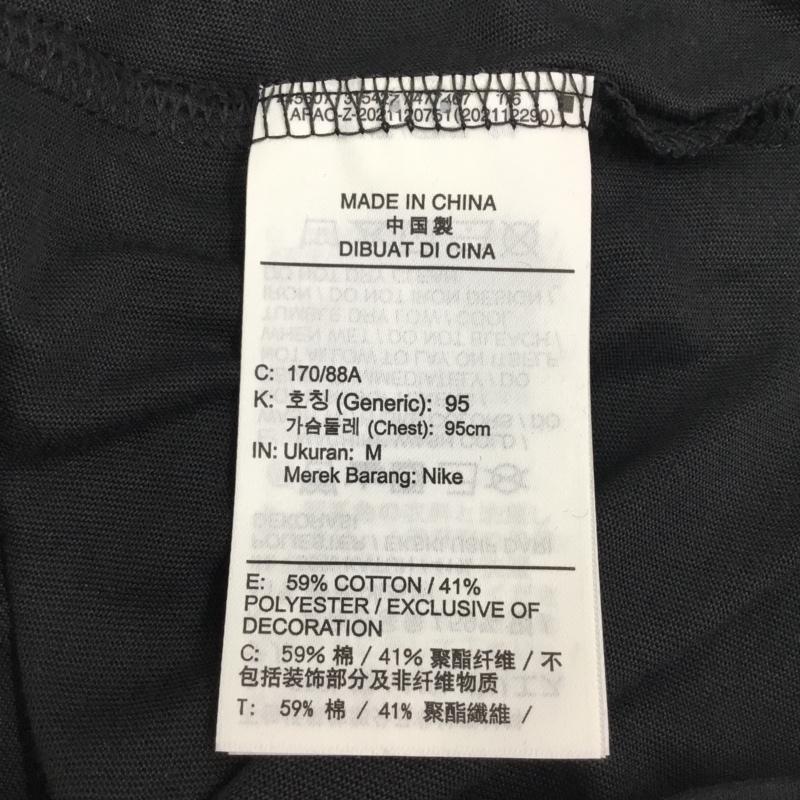 APAC-Z-2021120751(202112290)
MADE IN CHINA
中国製
DIBUAT DI CINA
C: 170/88A
K: 호칭 (Generic): 95
가슴둘레 (Chest): 95cm
IN: Ukuran: M
Merek Barang: Nike
E: 59% COTTON / 41%
POLYESTER / EXCLUSIVE OF
DECORATION
C: 59% 棉 / 41% 聚酯纤维 / 不
包括装饰部分及非纤维物质
T: 59% 棉 / 41% 聚酯纖維 /